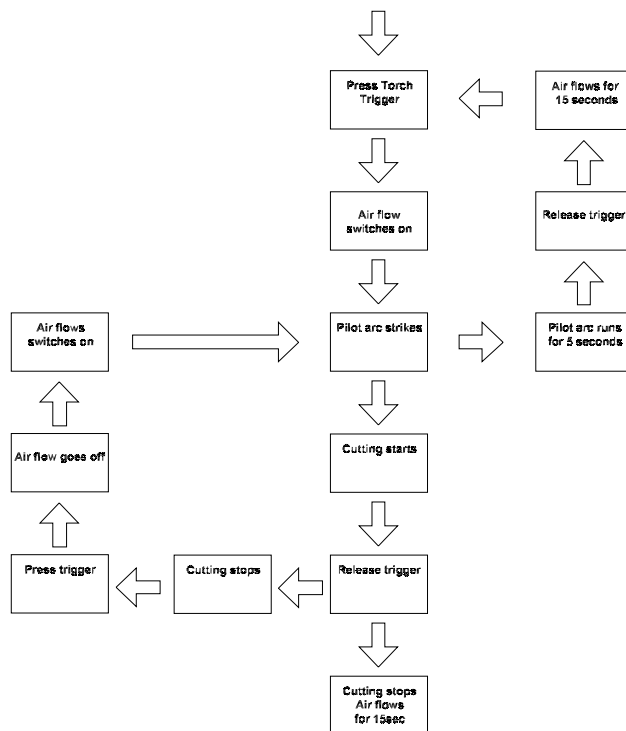 Press Torch
Trigger
Air flows for
15 seconds
Air flow
switches on
Release trigger
Air flows
switches on
Pilot arc strikes
Pilot arc runs
for 5 seconds
Air flow goes off
Cutting starts
Press trigger
Cutting stops
Release trigger
Cutting stops
Air flows
for 15sec